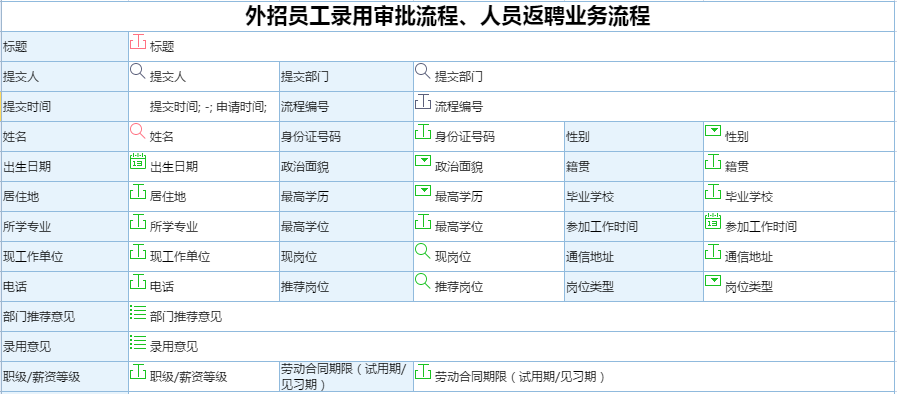 外招员工录用审批流程、人员返聘业务流程
标题 标题
提交人 提交人 提交部门 提交部门
提交时间 提交时间; -; 申请时间; 流程编号 流程编号
姓名 姓名 身份证号码 身份证号码 性别 性别
出生日期 出生日期 政治面貌 政治面貌 籍贯 籍贯
居住地 居住地 最高学历 最高学历 毕业学校 毕业学校
所学专业 所学专业 最高学位 最高学位 参加工作时间 参加工作时间
现工作单位 现工作单位 现岗位 现岗位 通信地址 通信地址
电话 电话 推荐岗位 推荐岗位 岗位类型 岗位类型
部门推荐意见 部门推荐意见
录用意见 录用意见
职级/薪资等级 职级/薪资等级 劳动合同期限（试用期/
见习期） 劳动合同期限（试用期/见习期）